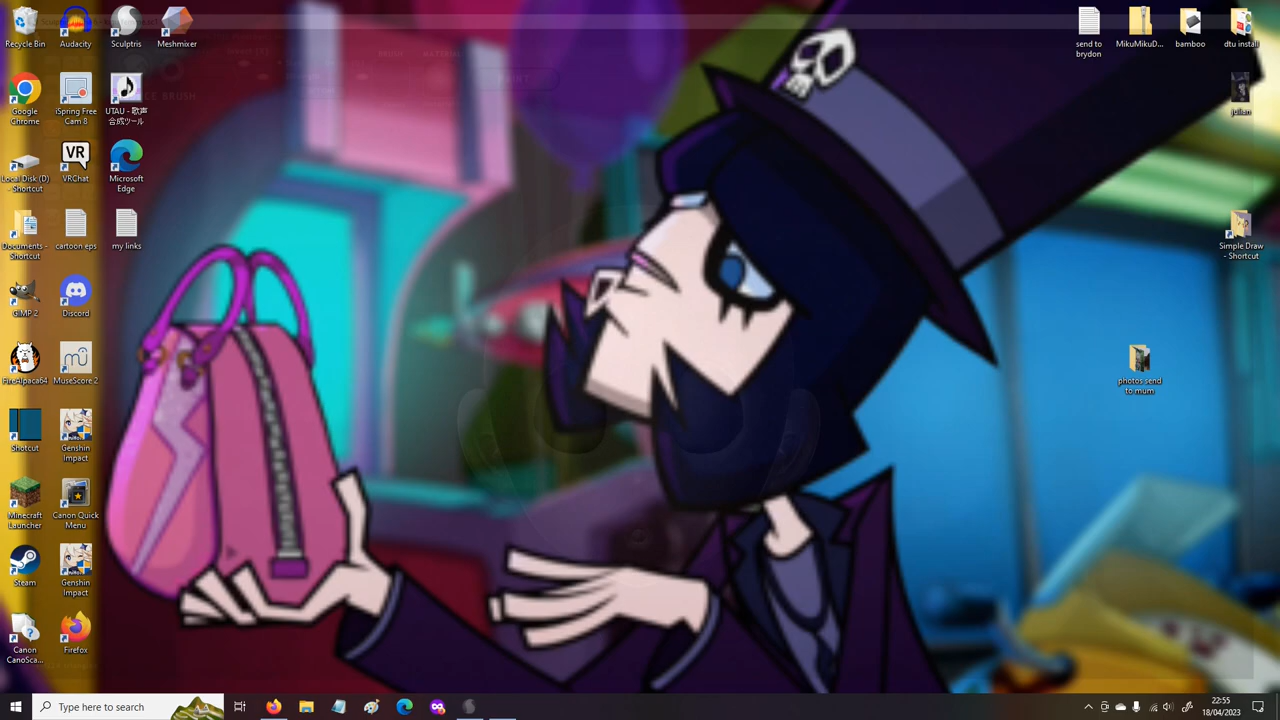 Recycle Bin
Audacity
Sculptris
Meshmixer
Google
Chrome
iSpring Free
Cam 8
UTAU - 歌声
合成ツール
Local Disk (D)
- Shortcut
VR
VRChat
Microsoft
Edge
Documents -
Shortcut
cartoon eps
my links
GIMP 2
Discord
FireAlpaca64
MuseScore 2
Shotcut
Genshin
Impact
Minecraft
Launcher
Canon Quick
Menu
Steam
Genshin
Impact
Canon
CanoSca...
Firefox
send to
brydon
MikuMikuD...
bamboo
dtu install
julian
Simple Draw
- Shortcut
photos send
to mum
Type here to search
22:55
18/04/2023